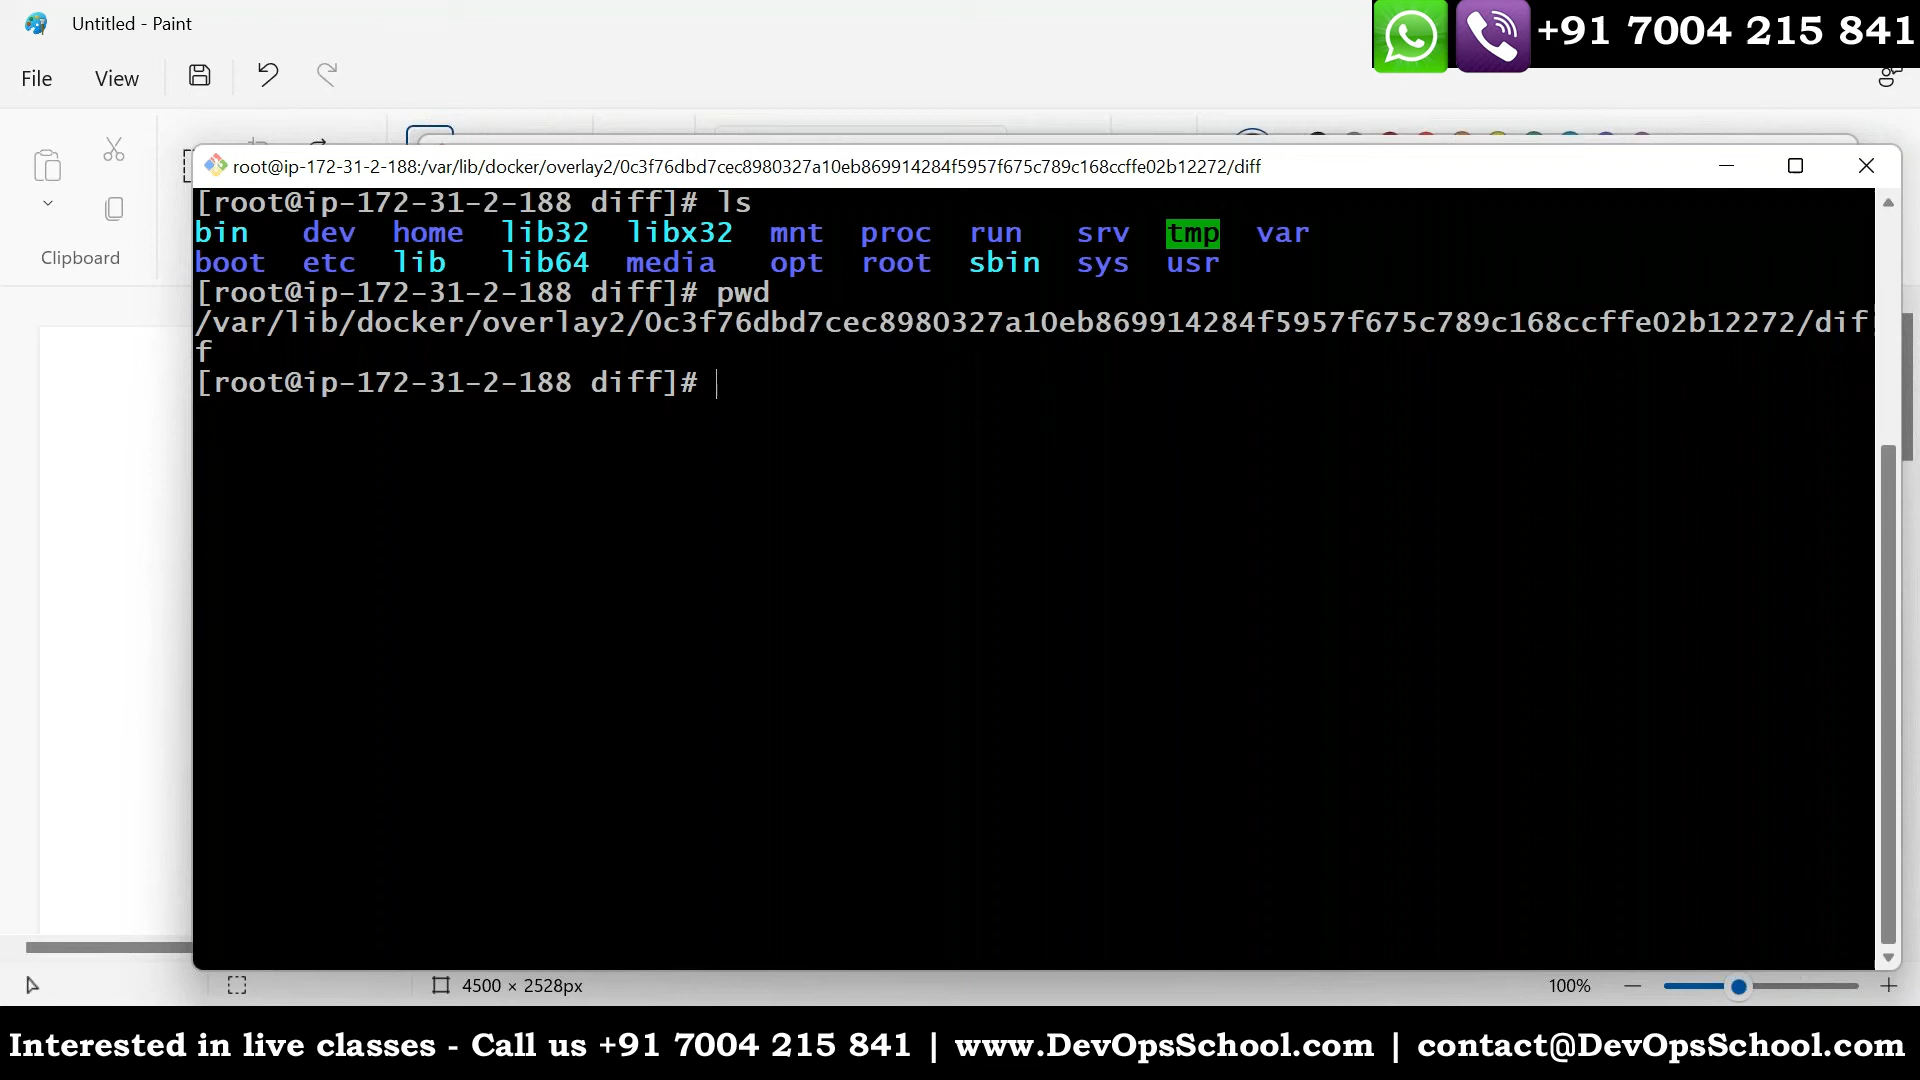 Untitled - Paint
+91 7004 215 841
File View
Clipboard
root@ip-172-31-2-188:/var/lib/docker/overlay2/0c3f76dbd7cec8980327a10eb869914284f5957f675c789c168ccffe02b12272/diff
[root@ip-172-31-2-188 diff]# ls
bin dev home lib32 libx32 mnt proc run srv tmp var
boot etc lib lib64 media opt root sbin sys usr
[root@ip-172-31-2-188 diff]# pwd
/var/lib/docker/overlay2/0c3f76dbd7cec8980327a10eb869914284f5957f675c789c168ccffe02b12272/dif
f
[root@ip-172-31-2-188 diff]#
4500 × 2528px
100%
Interested in live classes - Call us +91 7004 215 841 | www.DevOpsSchool.com | contact@DevOpsSchool.com